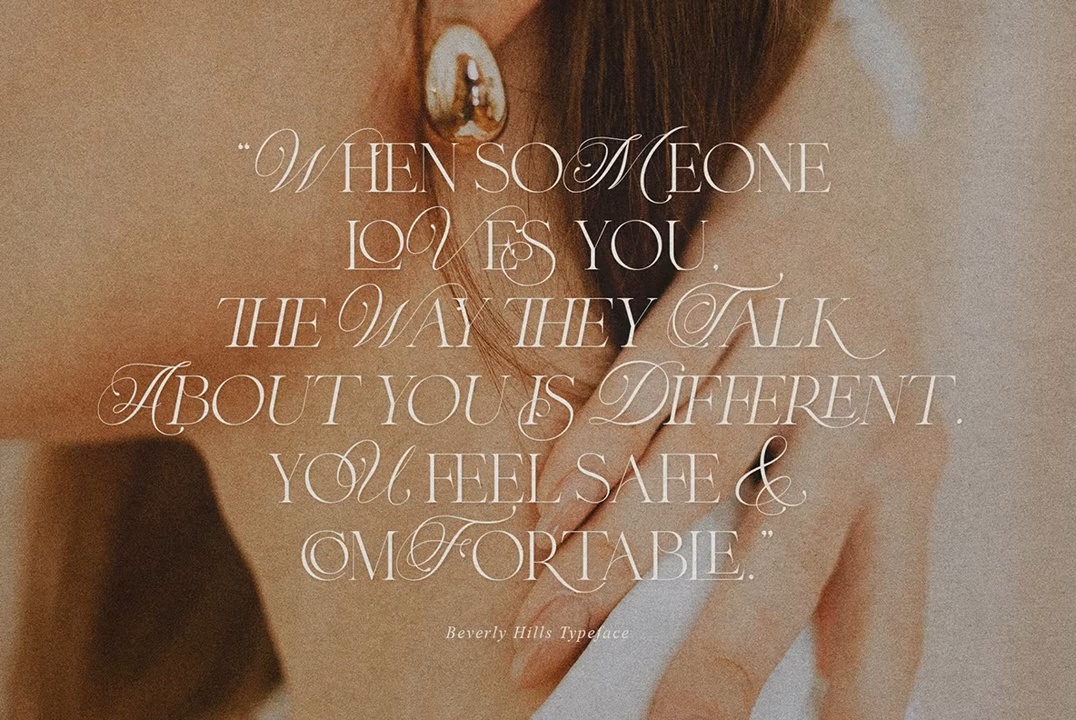 “WHEN SOMEONE
LOVES YOU,
THE WAY THEY TALK
ABOUT YOU IS DIFFERENT.
YOU FEEL SAFE &
COMFORTABLE.”
Beverly Hills Typeface